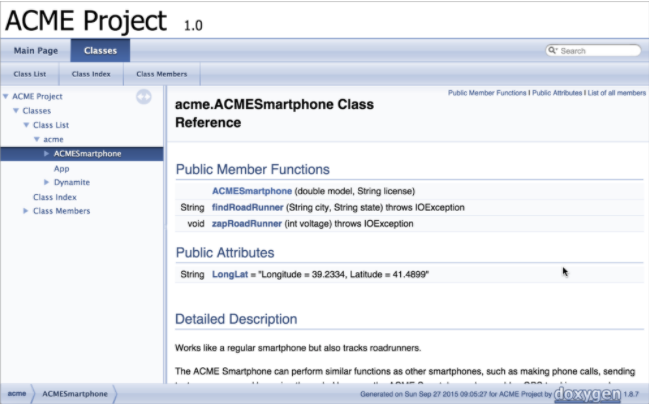 ACME Project 1.0
Main Page Classes Search
Class List Class Index Class Members
ACME Project
Classes
Class List
acme
ACMESmartphone
App
Dynamite
Class Index
Class Members
Public Member Functions | Public Attributes | List of all members
acme.ACMESmartphone Class
Reference
Public Member Functions
ACMESmartphone (double model, String license)
String findRoadRunner (String city, String state) throws IOException
void zapRoadRunner (int voltage) throws IOException
Public Attributes
String LongLat = "Longitude = 39.2334, Latitude = 41.4899"
Detailed Description
Works like a regular smartphone but also tracks roadrunners.
The ACME Smartphone can perform similar functions as other smartphones, such as making phone calls, sending
acme ACMESmartphone
Generated on Sun Sep 27 2015 09:05:27 for ACME Project by doxygen 1.8.7